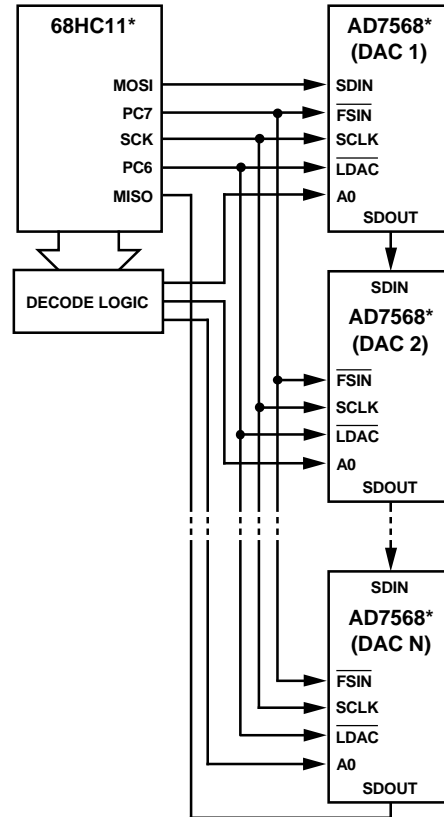 68HC11*
MOSI
PC7
SCK
PC6
MISO
DECODE LOGIC
AD7568*
(DAC 1)
SDIN
FSIN
SCLK
LDAC
A0
SDOUT
SDIN
AD7568*
(DAC 2)
FSIN
SCLK
LDAC
A0
SDOUT
SDIN
AD7568*
(DAC N)
FSIN
SCLK
LDAC
A0
SDOUT